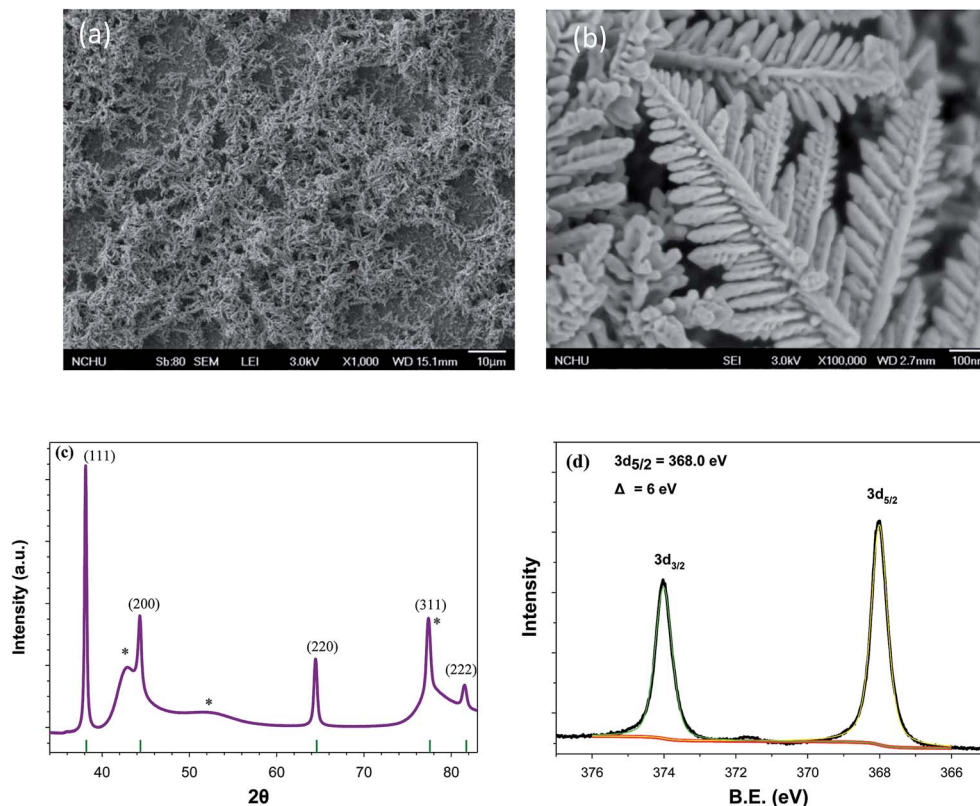 (a)
NCHU Sb:80 SEM LEI 3.0kV X1,000 WD 15.1mm 10μm
(b)
NCHU SEI 3.0kV X100,000 WD 2.7mm 100nm
(c)
(111)
(200)
(220)
(311)
(222)
*
*
*
Intensity (a.u.)
40 50 60 70 80
2θ
(d)
3d5/2 = 368.0 eV
Δ = 6 eV
3d5/2
3d3/2
Intensity
376 374 372 370 368 366
B.E. (eV)